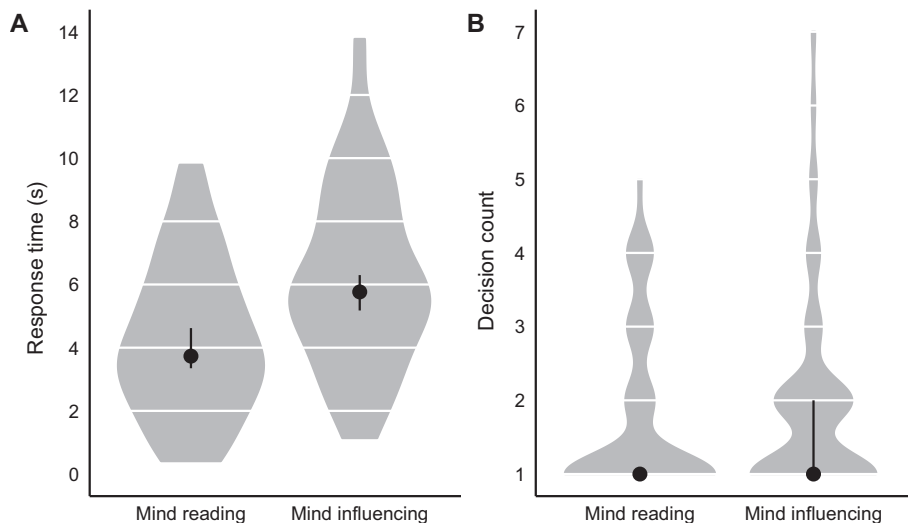 A
Response time (s)
14
12
10
8
6
4
2
0
Mind reading
Mind influencing
B
Decision count
7
6
5
4
3
2
1
Mind reading
Mind influencing